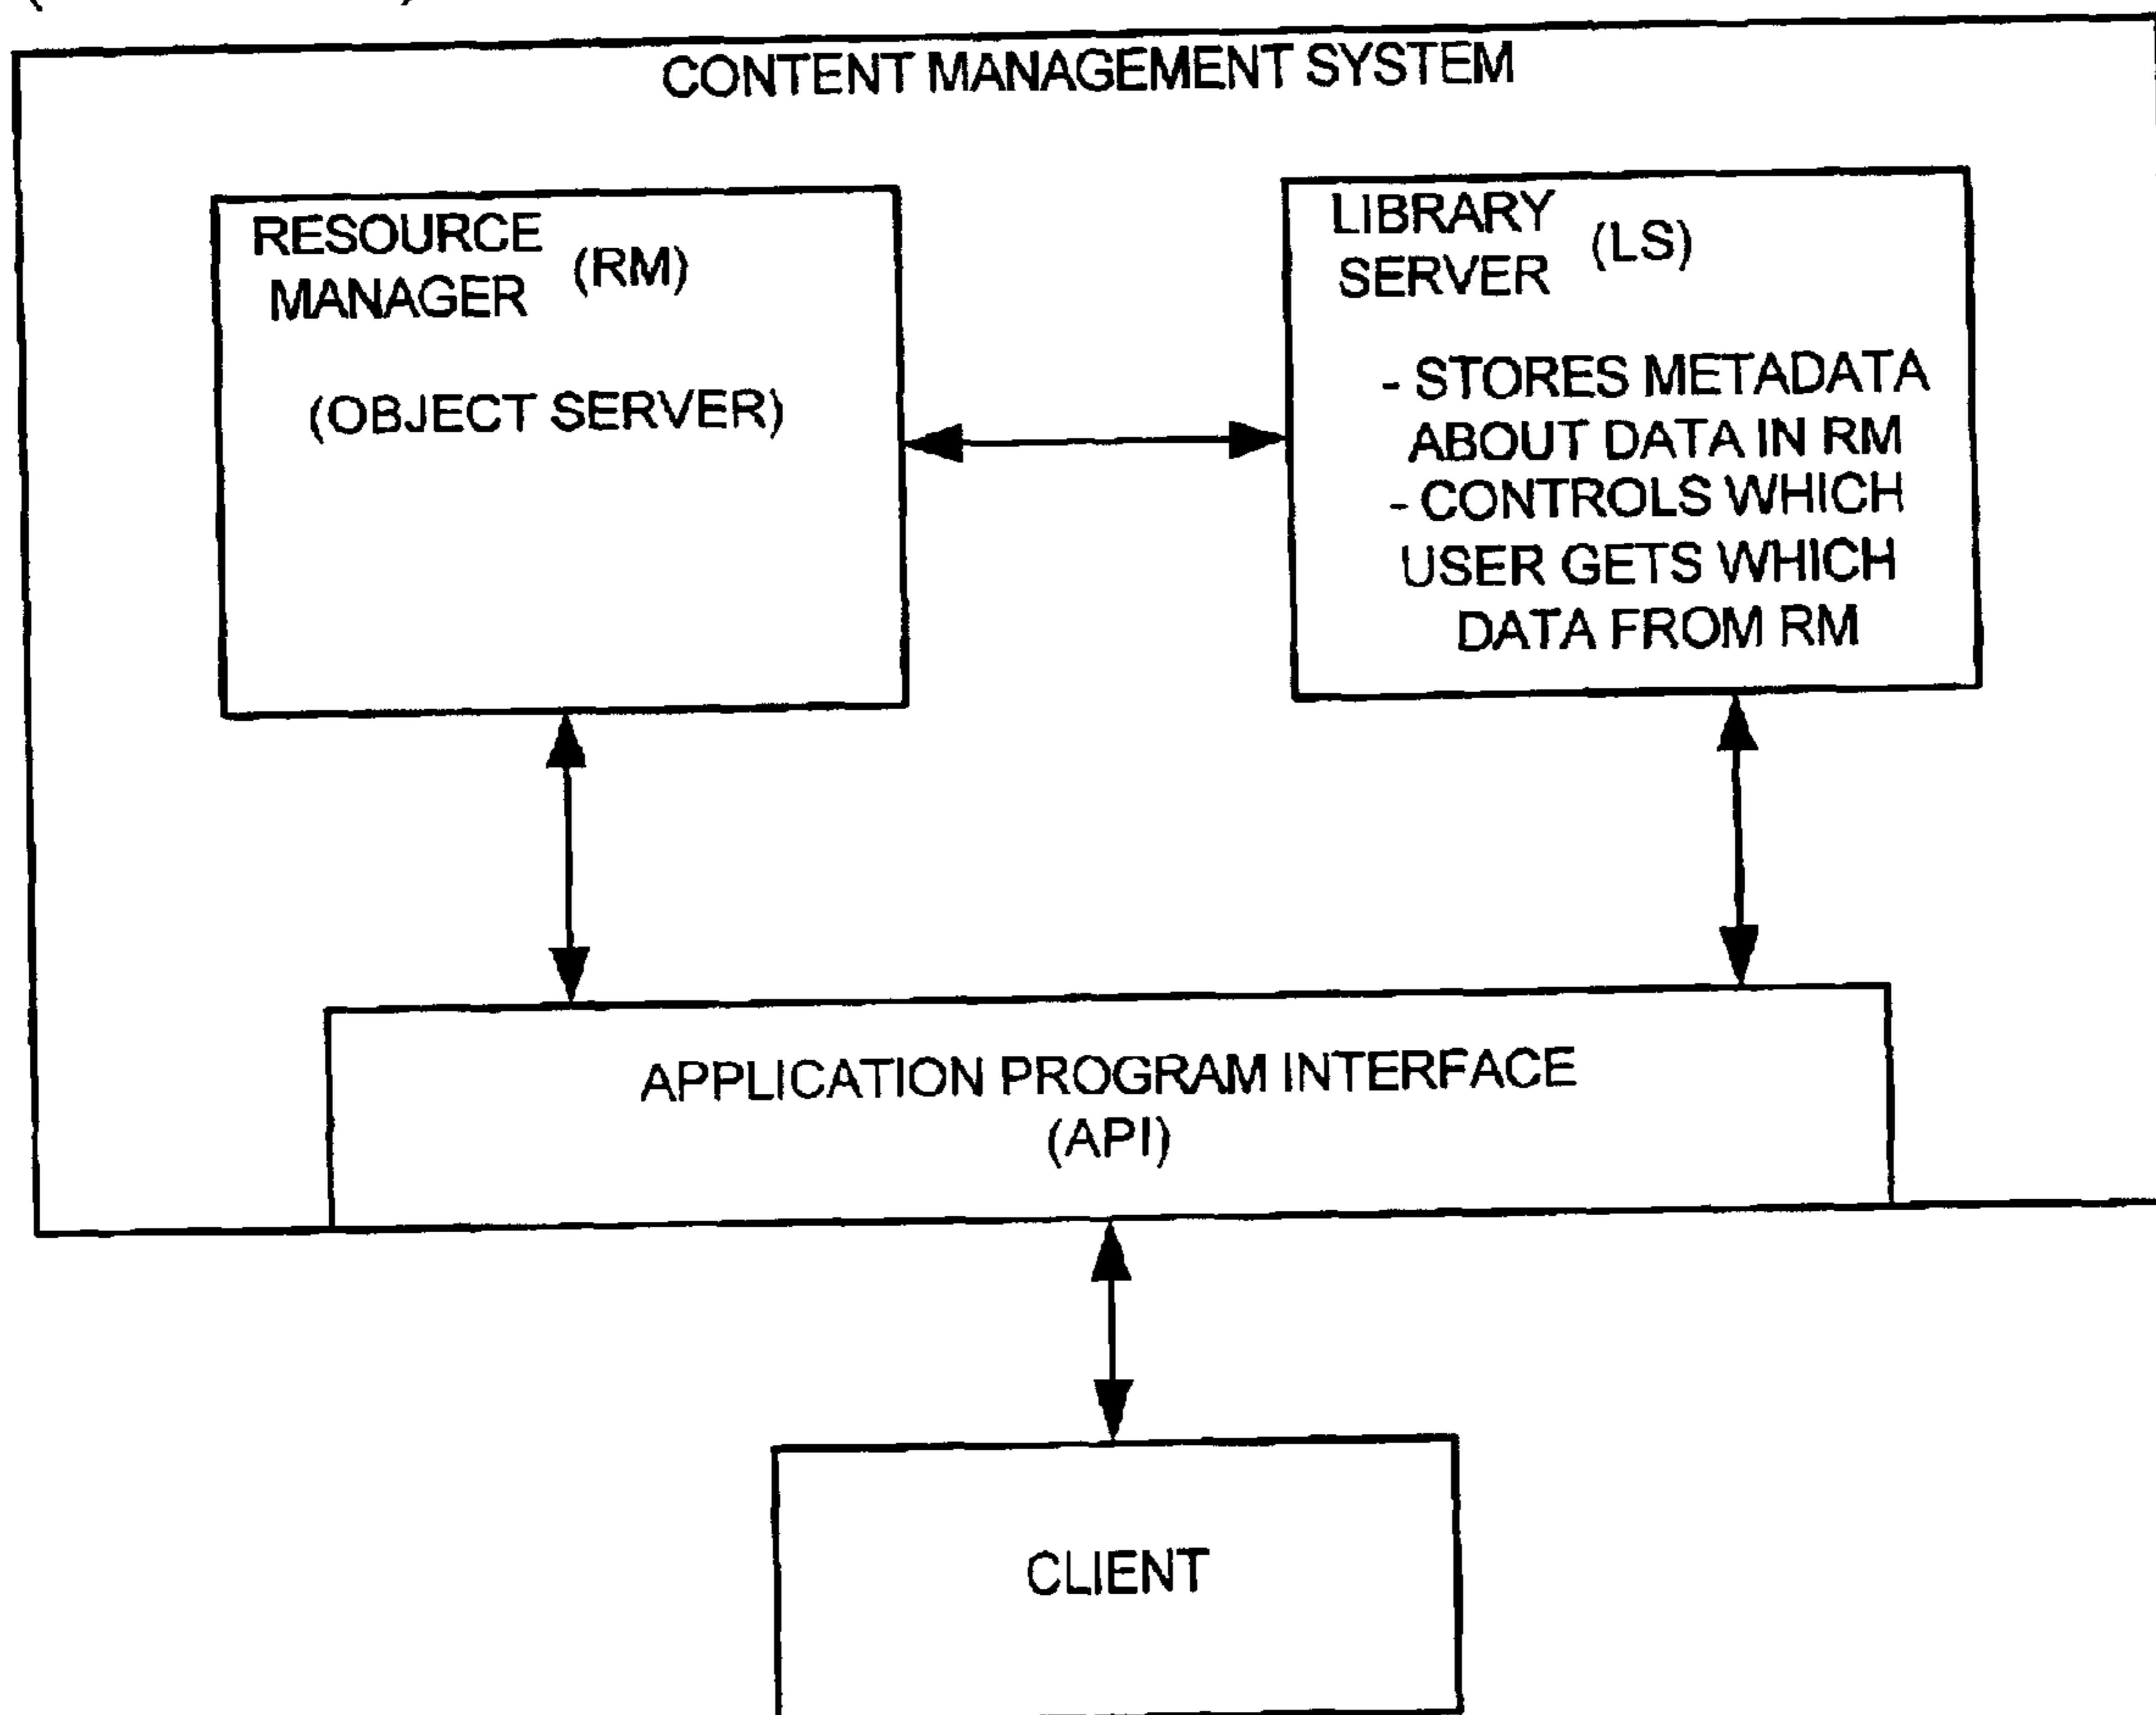 CONTENT MANAGEMENT SYSTEM
RESOURCE
MANAGER (RM)
(OBJECT SERVER)
LIBRARY
SERVER (LS)
- STORES METADATA
ABOUT DATA IN RM
- CONTROLS WHICH
USER GETS WHICH
DATA FROM RM
APPLICATION PROGRAM INTERFACE
(API)
CLIENT